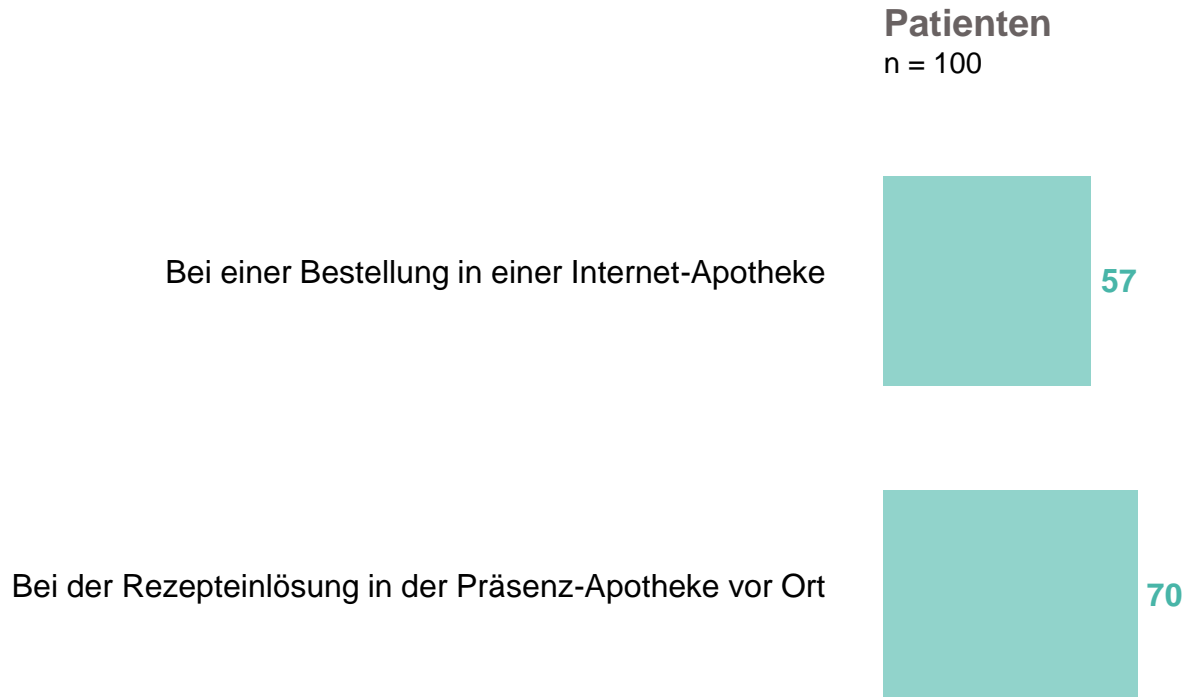 Patienten
n = 100
Bei einer Bestellung in einer Internet-Apotheke
57
Bei der Rezepteinlösung in der Präsenz-Apotheke vor Ort
70